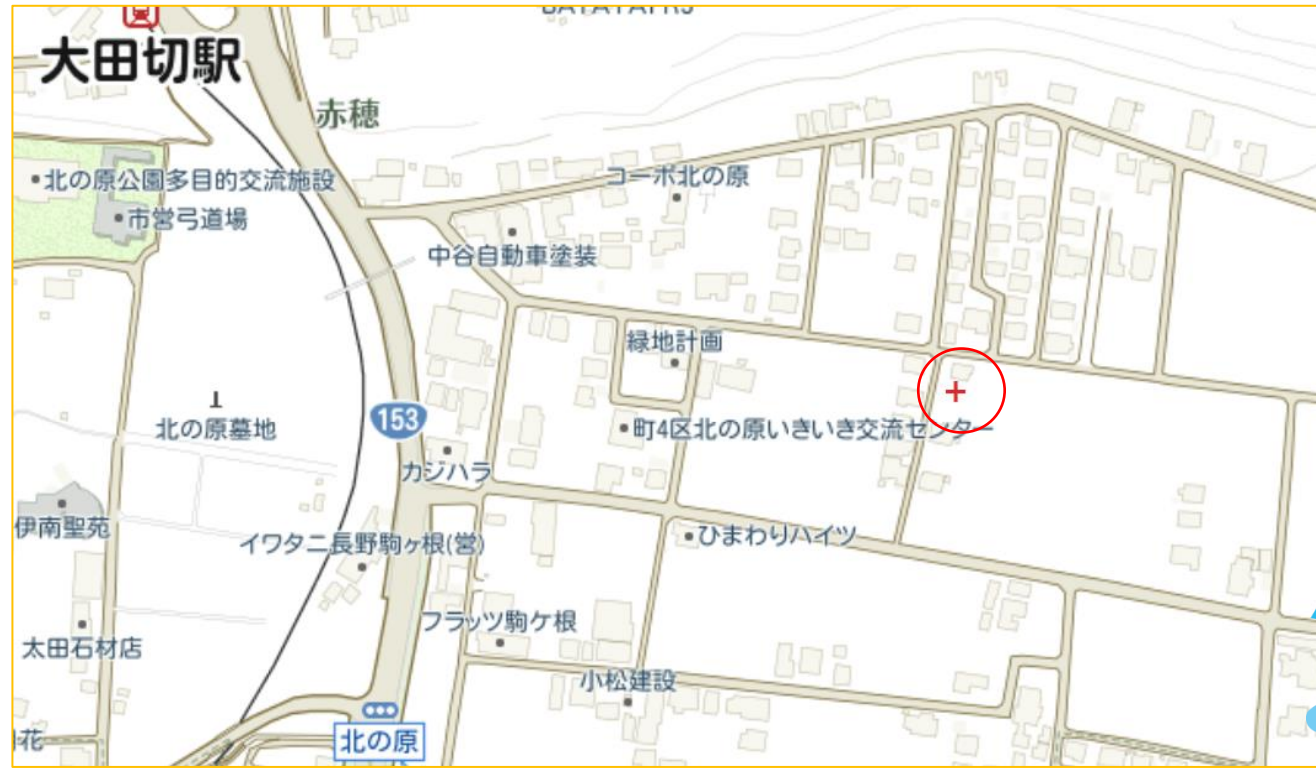 大田切駅
赤穂
コーポ北の原
北の原公園多目的交流施設
市営弓道場
中谷自動車塗装
緑地計画
153
北の原墓地
町4区北の原いきいき交流センター
カジハラ
伊南聖苑
イワタニ長野駒ヶ根(営)
ひまわりハイツ
フラッツ駒ケ根
太田石材店
小松建設
北の原
花